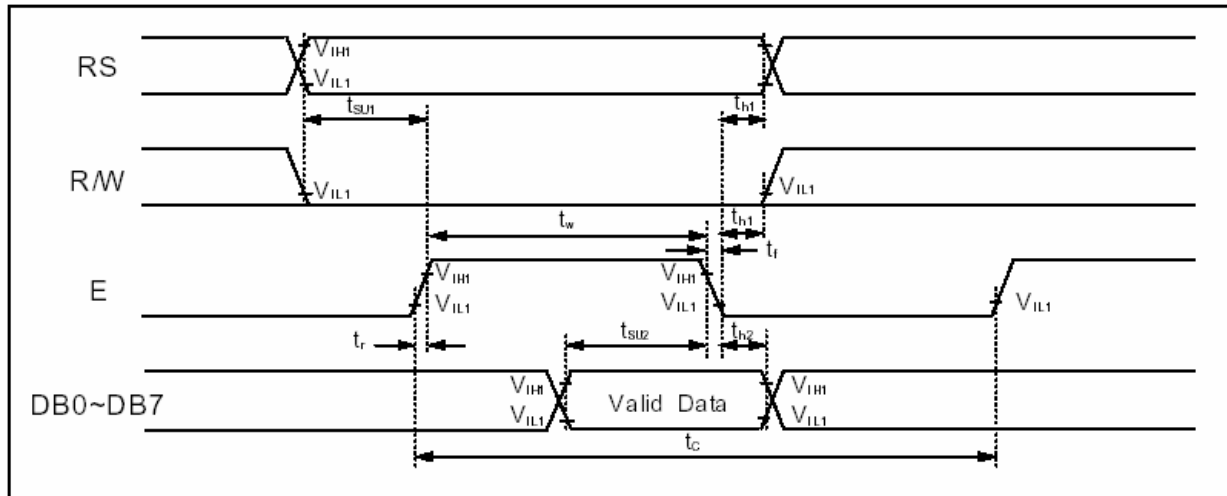 RS
VIH1
VIL1
tSU1
th1
R/W
VIL1
VIL1
tw
th1
tf
E
VIH1
VIL1
VIH1
VIL1
VIL1
tr
tSU2
th2
DB0~DB7
VIH1
VIL1
Valid Data
VIH1
VIL1
tC